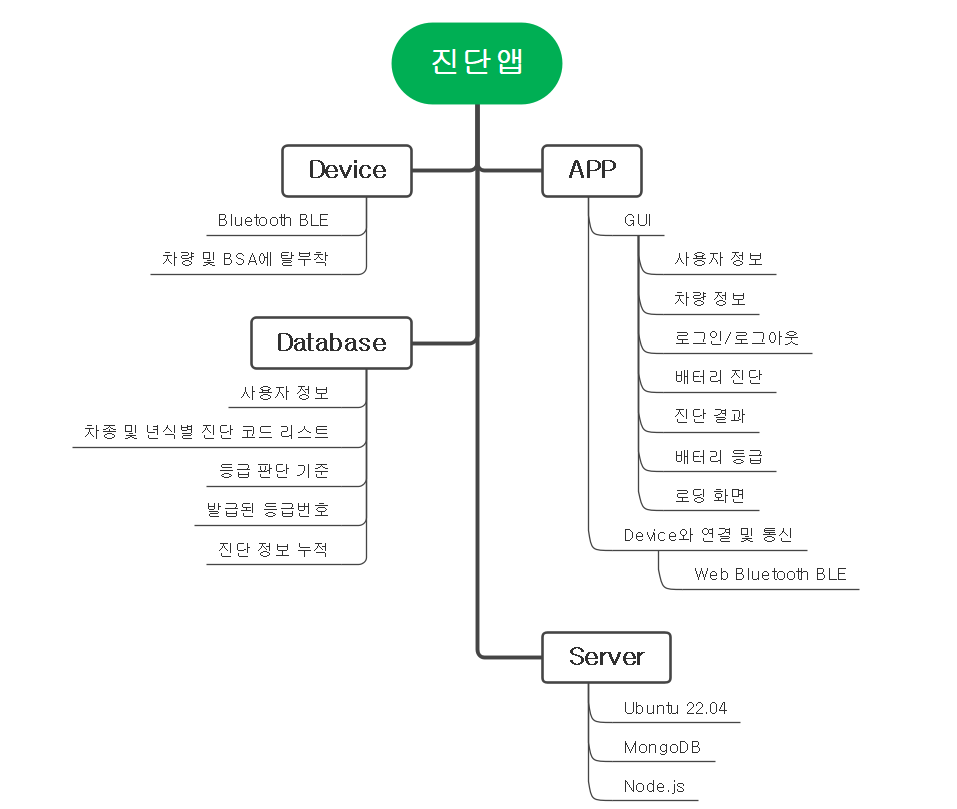 진단앱
Device
Bluetooth BLE
차량 및 BSA에 탈부착
Database
사용자 정보
차종 및 년식별 진단 코드 리스트
등급 판단 기준
발급된 등급번호
진단 정보 누적
APP
GUI
사용자 정보
차량 정보
로그인/로그아웃
배터리 진단
진단 결과
배터리 등급
로딩 화면
Device와 연결 및 통신
Web Bluetooth BLE
Server
Ubuntu 22.04
MongoDB
Node.js